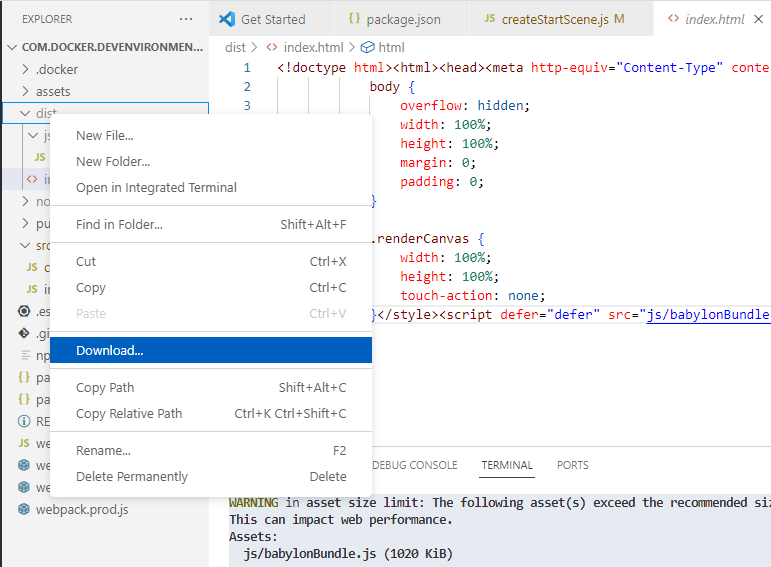 EXPLORER
Get Started
package.json
createStartScene.js M
index.html
COM.DOCKER.DEVENVIRONMEN...
dist > index.html > html
.docker
assets
dist
js
JS
no
pu
src
JS
JS in
.es
.gi
np
pa
pa
RE
JS we
we
we
webpack.prod.js
New File...
New Folder...
Open in Integrated Terminal
Find in Folder... Shift+Alt+F
Cut Ctrl+X
Copy Ctrl+C
Paste Ctrl+V
Download...
Copy Path Shift+Alt+C
Copy Relative Path Ctrl+K Ctrl+Shift+C
Rename... F2
Delete Permanently Delete
1 <!doctype html><html><head><meta http-equiv="Content-Type" conte
2 body {
3 overflow: hidden;
width: 100%;
height: 100%;
margin: 0;
padding: 0;
}
.renderCanvas {
width: 100%;
height: 100%;
touch-action: none;
}</style><script defer="defer" src="js/babylonBundle
DEBUG CONSOLE
TERMINAL
PORTS
WARNING in asset size limit: The following asset(s) exceed the recommended siz
This can impact web performance.
Assets:
js/babylonBundle.js (1020 KiB)